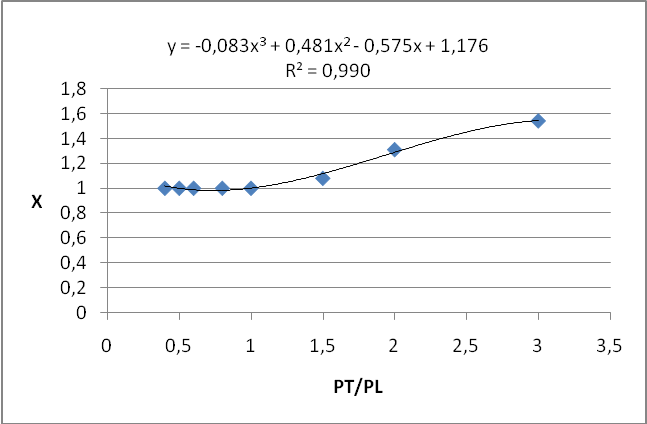 y = -0,083x³ + 0,481x² - 0,575x + 1,176
R² = 0,990
1,8
1,6
1,4
1,2
1
0,8
0,6
0,4
0,2
0
X
0 0,5 1 1,5 2 2,5 3 3,5
PT/PL